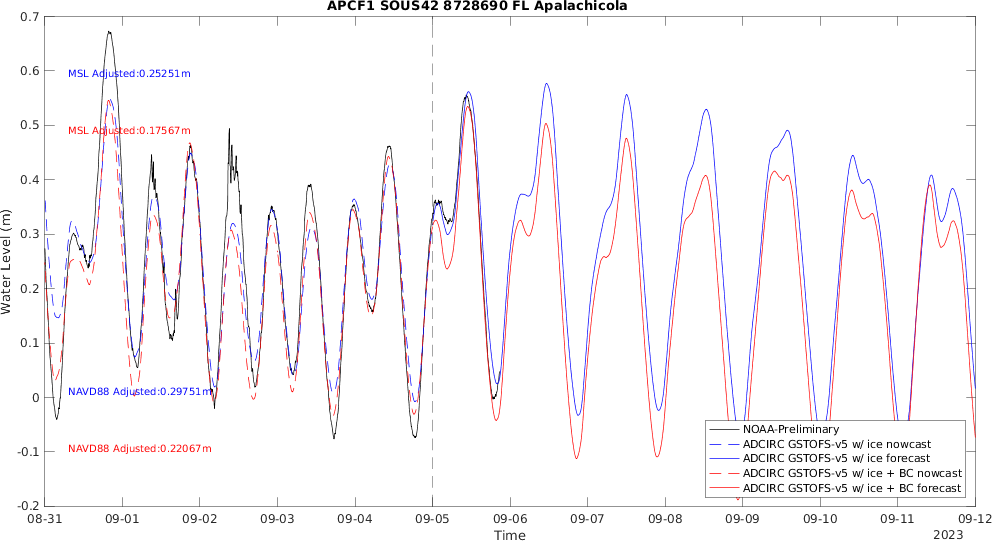 APCF1 SOUS42 8728690 FL Apalachicola
Water Level (m)
0.7
0.6
0.5
0.4
0.3
0.2
0.1
0
-0.1
-0.2
MSL Adjusted:0.25251m
MSL Adjusted:0.17567m
NAVD88 Adjusted:0.29751m
NAVD88 Adjusted:0.22067m
NOAA-Preliminary
ADCIRC GSTOFS-v5 w/ ice nowcast
ADCIRC GSTOFS-v5 w/ ice forecast
ADCIRC GSTOFS-v5 w/ ice + BC nowcast
ADCIRC GSTOFS-v5 w/ ice + BC forecast
08-31 09-01 09-02 09-03 09-04 09-05 09-06 09-07 09-08 09-09 09-10 09-11 09-12
Time
2023